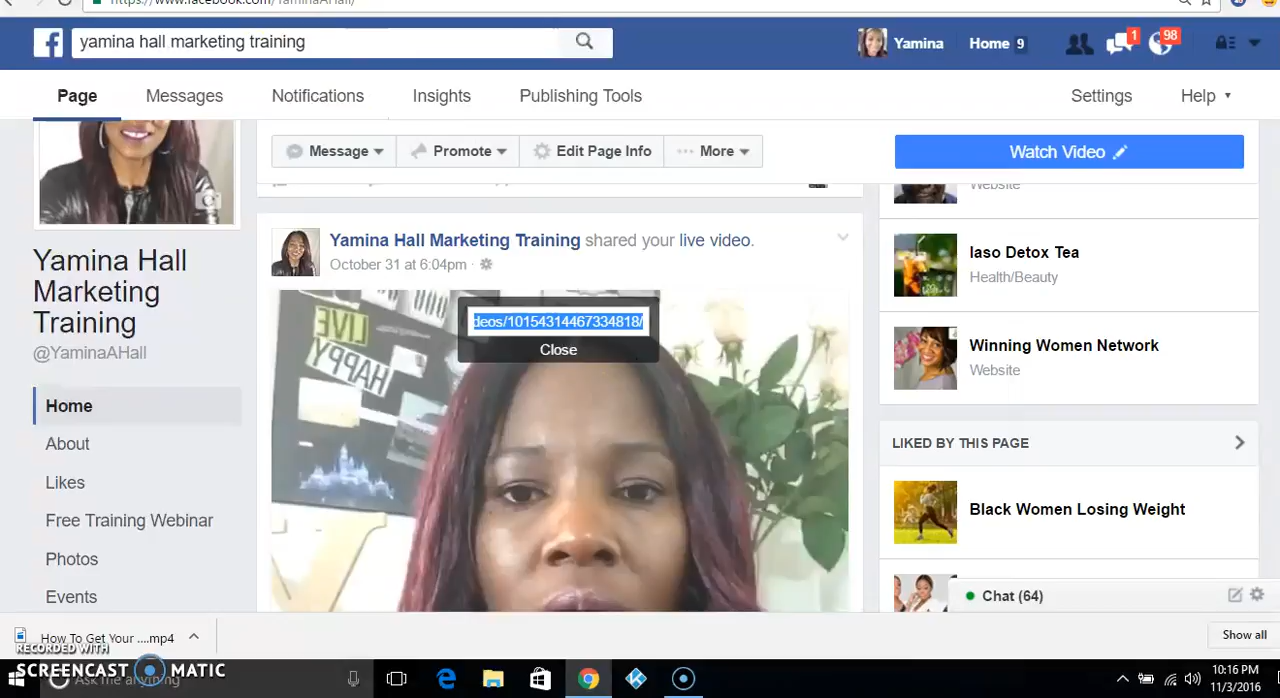 https://www.facebook.com/YaminaAHall/
yamina hall marketing training
Yamina
Home 9
1
98
Page
Messages
Notifications
Insights
Publishing Tools
Settings
Help
Message
Promote
Edit Page Info
More
Watch Video
Website
Yamina Hall Marketing Training shared your live video.
October 31 at 6:04pm
Iaso Detox Tea
Health/Beauty
Yamina Hall
Marketing
Training
@YaminaAHall
deos/10154314467334818/
Close
LIVE
HAPPY
Winning Women Network
Website
Home
About
Likes
Free Training Webinar
Photos
Events
LIKED BY THIS PAGE
Black Women Losing Weight
Chat (64)
How To Get Your ....mp4
Show all
RECORDED WITH
SCREENCAST MATIC
Ask me anything
10:16 PM
11/3/2016